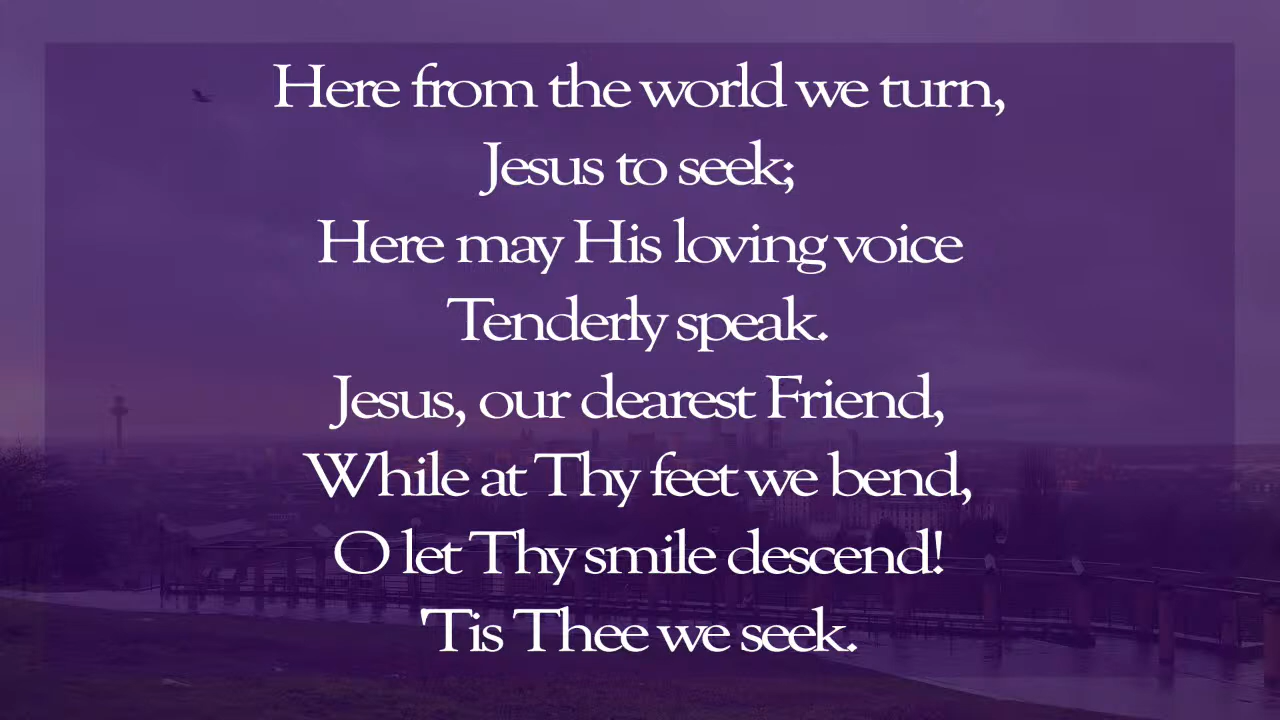 Here from the world we turn,
Jesus to seek;
Here may His loving voice
Tenderly speak.
Jesus, our dearest Friend,
While at Thy feet we bend,
O let Thy smile descend!
'Tis Thee we seek.